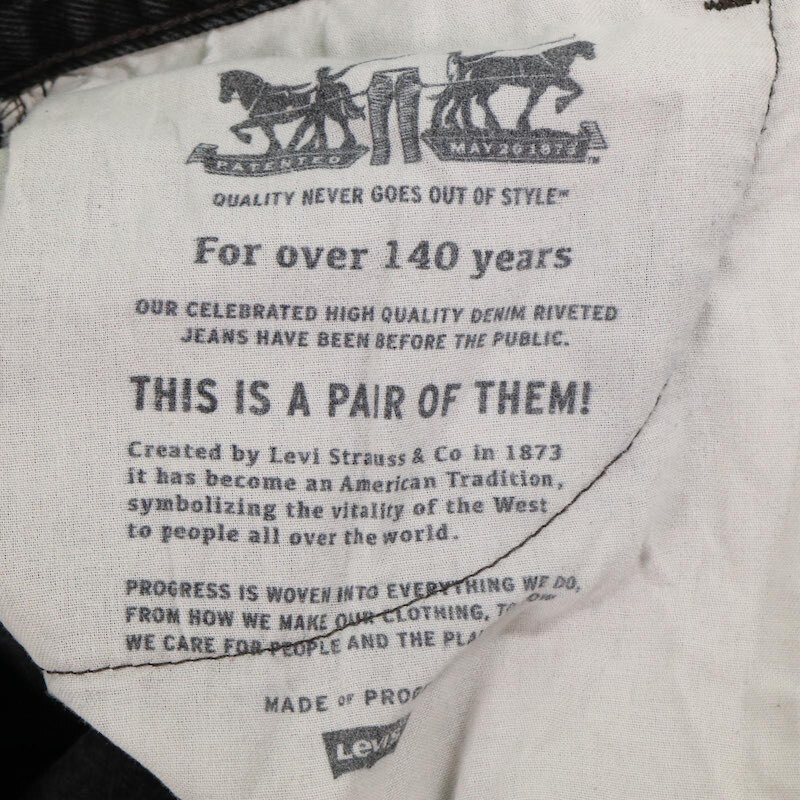 PATENTED
MAY 20 1873
™
QUALITY NEVER GOES OUT OF STYLE™
For over 140 years
OUR CELEBRATED HIGH QUALITY DENIM RIVETED
JEANS HAVE BEEN BEFORE THE PUBLIC.
THIS IS A PAIR OF THEM!
Created by Levi Strauss & Co in 1873
it has become an American Tradition,
symbolizing the vitality of the West
to people all over the world.
PROGRESS IS WOVEN INTO EVERYTHING WE DO,
FROM HOW WE MAKE OUR CLOTHING,
WE CARE FOR PEOPLE AND THE
MADE OF
Levi's